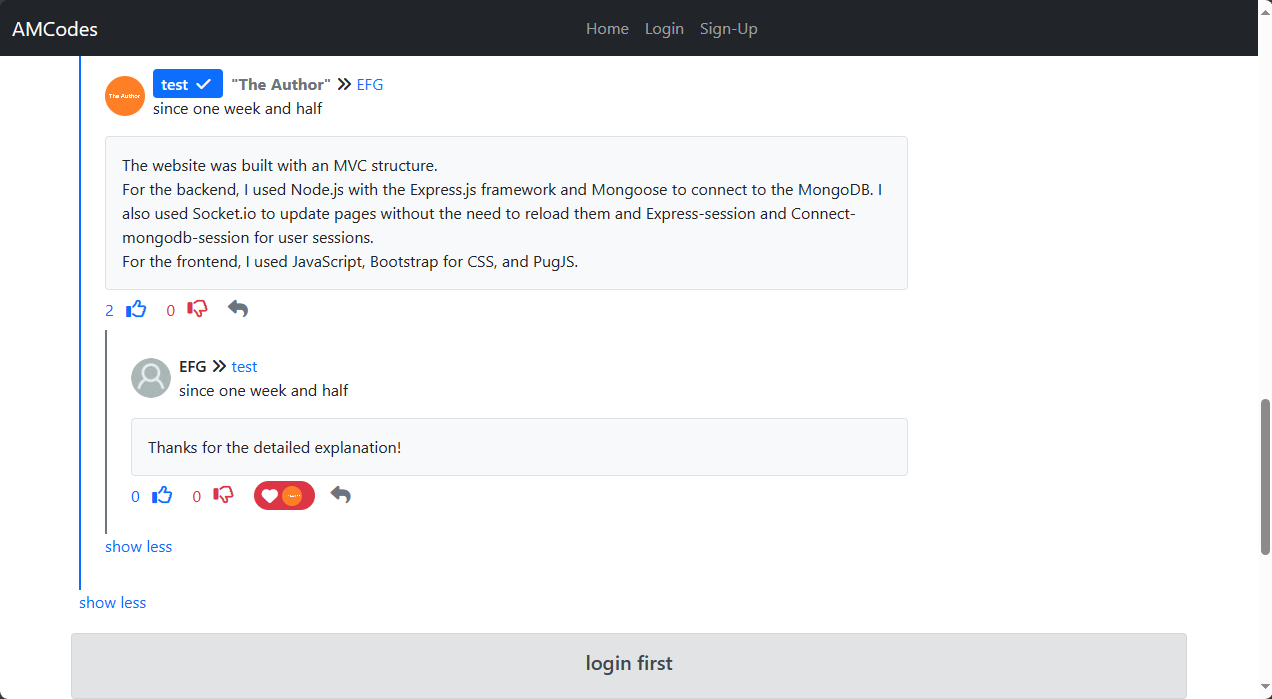 AMCodes Home Login Sign-Up
The Author test "The Author" EFG
since one week and half
The website was built with an MVC structure.
For the backend, I used Node.js with the Express.js framework and Mongoose to connect to the MongoDB. I
also used Socket.io to update pages without the need to reload them and Express-session and Connect-
mongodb-session for user sessions.
For the frontend, I used JavaScript, Bootstrap for CSS, and PugJS.
2 0
EFG test
since one week and half
Thanks for the detailed explanation!
0 0
show less
show less
login first